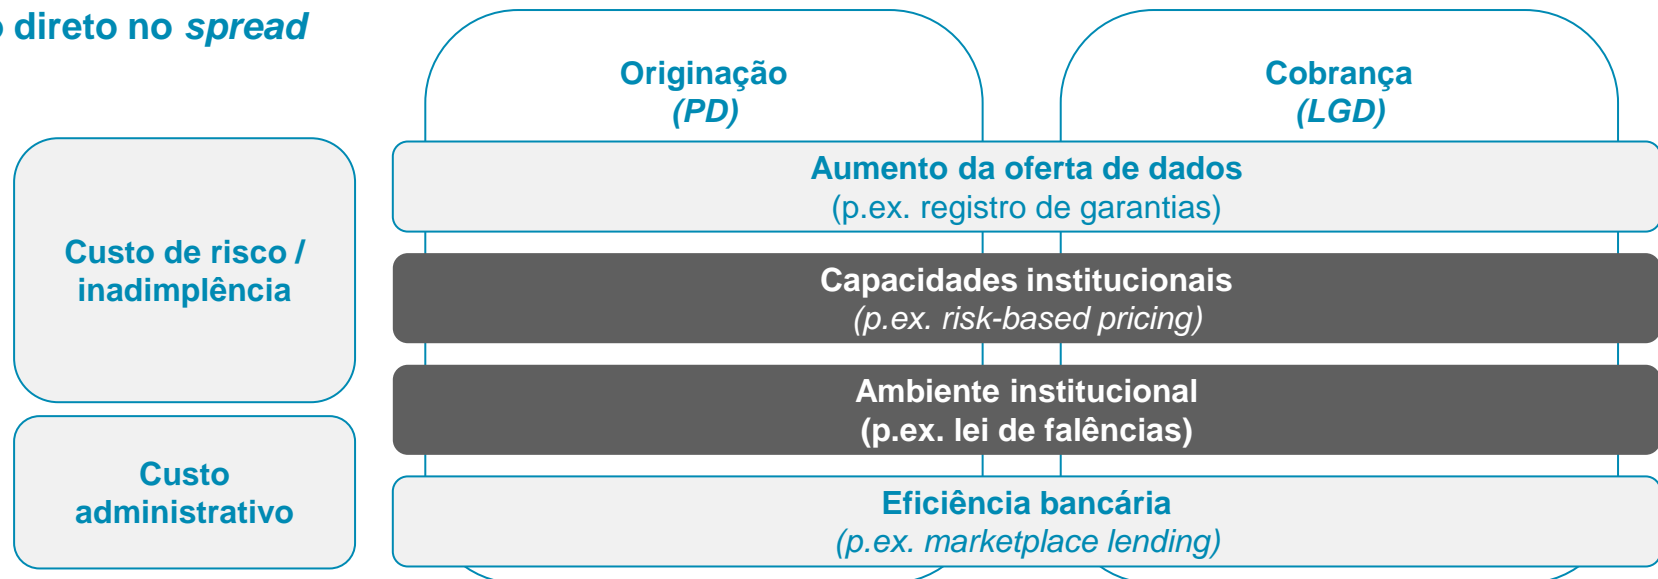 direto no spread
Originação
(PD)
Cobrança
(LGD)
Custo de risco /
inadimplência
Custo
administrativo
Aumento da oferta de dados
(p.ex. registro de garantias)
Capacidades institucionais
(p.ex. risk-based pricing)
Ambiente institucional
(p.ex. lei de falências)
Eficiência bancária
(p.ex. marketplace lending)